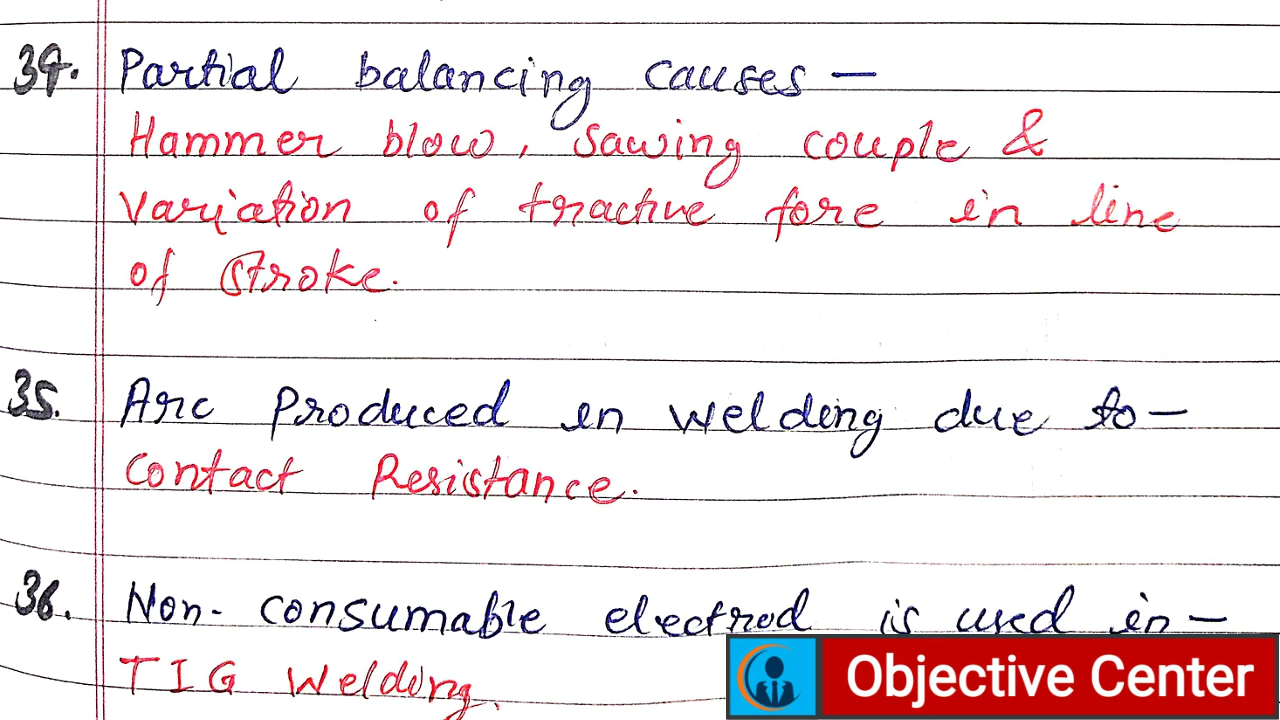 34. Partial balancing causes —
Hammer blow, Sawing couple &
Variation of tractive fore in line
of Stroke.
35. Arc Produced in welding due to —
Contact Resistance.
36. Non-consumable electrod is used in —
TIG Welding.
Objective Center